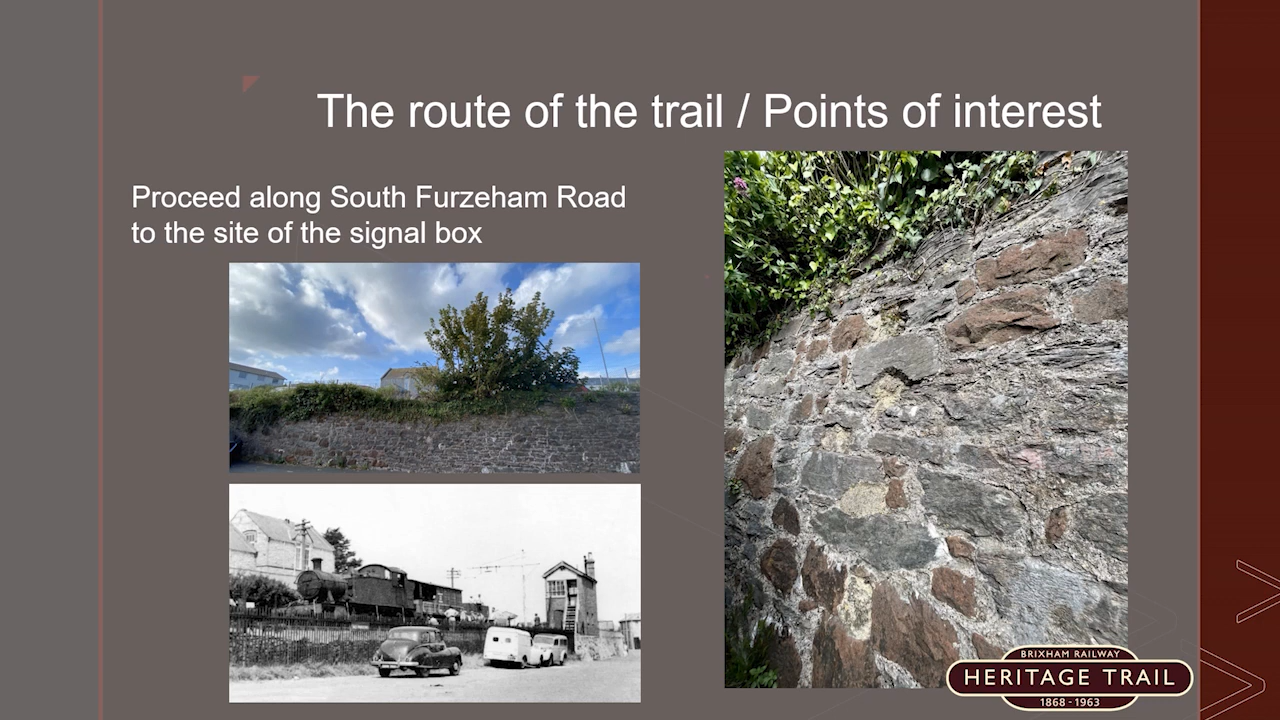 The route of the trail / Points of interest
Proceed along South Furzeham Road
to the site of the signal box
BRIXHAM RAILWAY
HERITAGE TRAIL
1868 - 1963